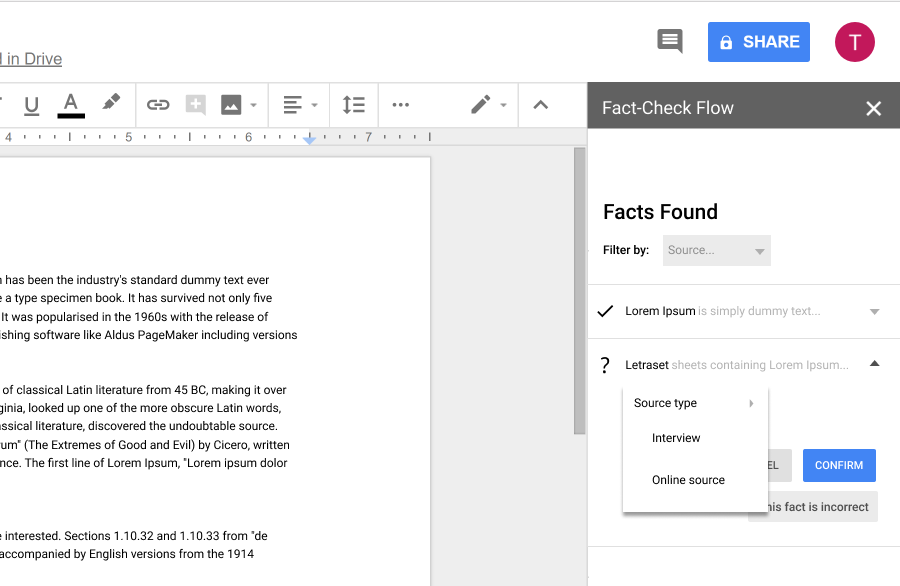 in Drive
SHARE
T
U A
4 5 6 7
Fact-Check Flow
has been the industry's standard dummy text ever
a type specimen book. It has survived not only five
It was popularised in the 1960s with the release of
ishing software like Aldus PageMaker including versions
of classical Latin literature from 45 BC, making it over
ginia, looked up one of the more obscure Latin words,
ssical literature, discovered the undoubtable source.
rum" (The Extremes of Good and Evil) by Cicero, written
nce. The first line of Lorem Ipsum, "Lorem ipsum dolor
interested. Sections 1.10.32 and 1.10.33 from "de
accompanied by English versions from the 1914
Facts Found
Filter by: Source...
Lorem Ipsum is simply dummy text...
? Letraset sheets containing Lorem Ipsum...
Source type
Interview
Online source
EL
CONFIRM
his fact is incorrect